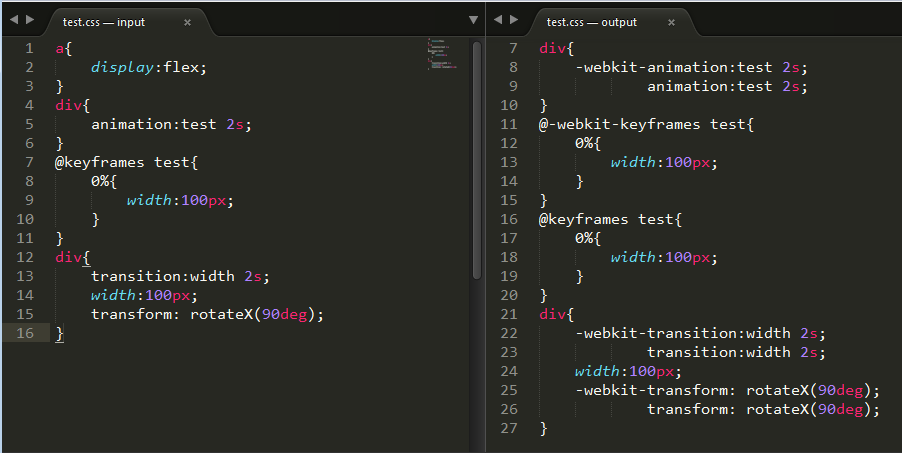 test.css — input
1 a{
2     display:flex;
3 }
4 div{
5     animation:test 2s;
6 }
7 @keyframes test{
8     0%{
9         width:100px;
10     }
11 }
12 div{
13     transition:width 2s;
14     width:100px;
15     transform: rotateX(90deg);
16 }
test.css — output
7 div{
8     -webkit-animation:test 2s;
9             animation:test 2s;
10 }
11 @-webkit-keyframes test{
12     0%{
13         width:100px;
14     }
15 }
16 @keyframes test{
17     0%{
18         width:100px;
19     }
20 }
21 div{
22     -webkit-transition:width 2s;
23             transition:width 2s;
24     width:100px;
25     -webkit-transform: rotateX(90deg);
26             transform: rotateX(90deg);
27 }